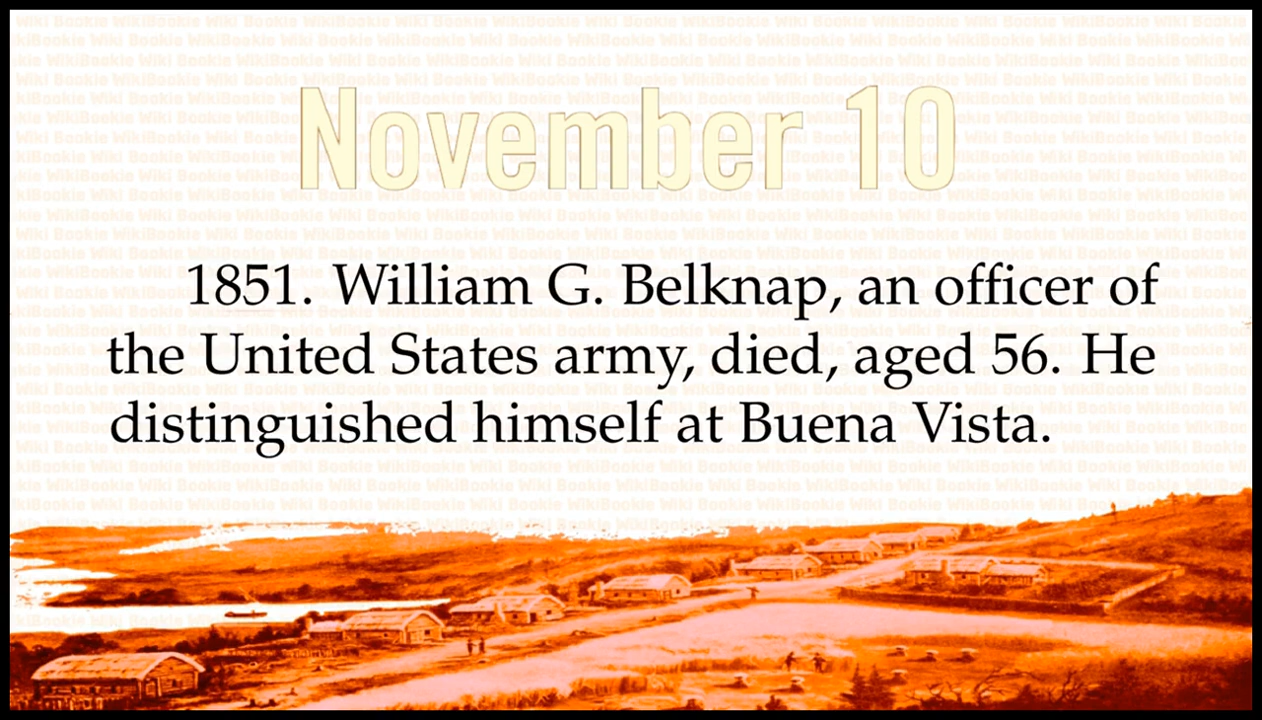 November 10
1851. William G. Belknap, an officer of
the United States army, died, aged 56. He
distinguished himself at Buena Vista.